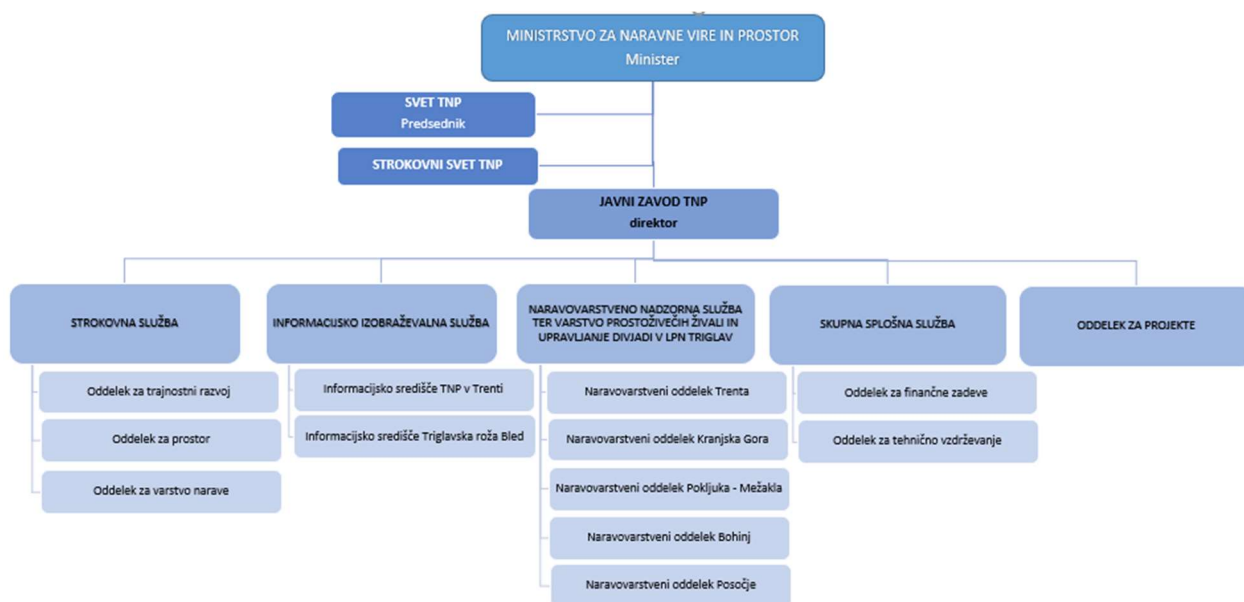 MINISTRSTVO ZA NARAVNE VIRE IN PROSTOR
Minister
SVET TNP
Predsednik
STROKOVNI SVET TNP
JAVNI ZAVOD TNP
direktor
STROKOVNA SLUŽBA
Oddelek za trajnostni razvoj
Oddelek za prostor
Oddelek za varstvo narave
INFORMACIJSKO IZOBRAŽEVALNA SLUŽBA
Informacijsko središče TNP v Trenti
Informacijsko središče Triglavska roža Bled
NARAVOVARSTVENO NADZORNA SLUŽBA
TER VARSTVO PROSTOŽIVEČIH ŽIVALI IN
UPRAVLJANJE DIVJADI V LPN TRIGLAV
Naravovarstveni oddelek Trenta
Naravovarstveni oddelek Kranjska Gora
Naravovarstveni oddelek Pokljuka - Mežakla
Naravovarstveni oddelek Bohinj
Naravovarstveni oddelek Posočje
SKUPNA SPLOŠNA SLUŽBA
Oddelek za finančne zadeve
Oddelek za tehnično vzdrževanje
ODDELEK ZA PROJEKTE